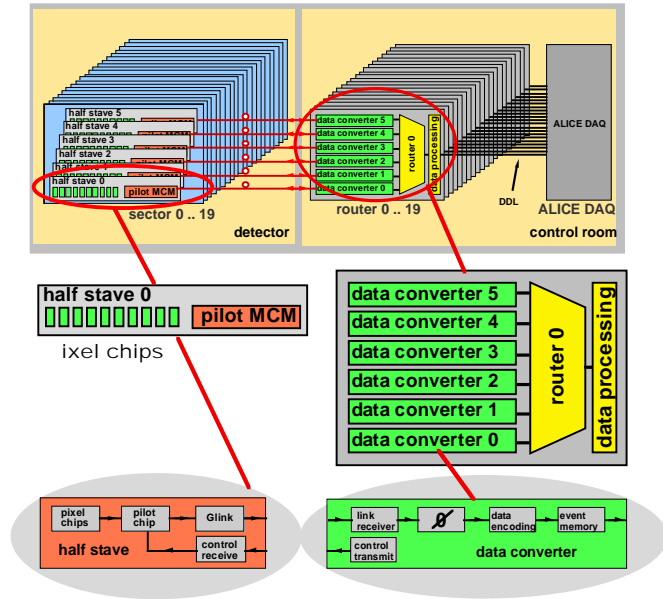 half stave 5
half stave 4
half stave 3
half stave 2
half stave 0
pilot MCM
sector 0 .. 19
detector
data converter 5
data converter 4
data converter 3
data converter 2
data converter 1
data converter 0
router 0
data processing
router 0 .. 19
DDL
ALICE DAQ
ALICE DAQ
control room
half stave 0
pilot MCM
ixel chips
data converter 5
data converter 4
data converter 3
data converter 2
data converter 1
data converter 0
router 0
data processing
pixel
chips
pilot
chip
Glink
control
receive
half stave
link
receiver
0
data
encoding
event
memory
control
transmit
data converter